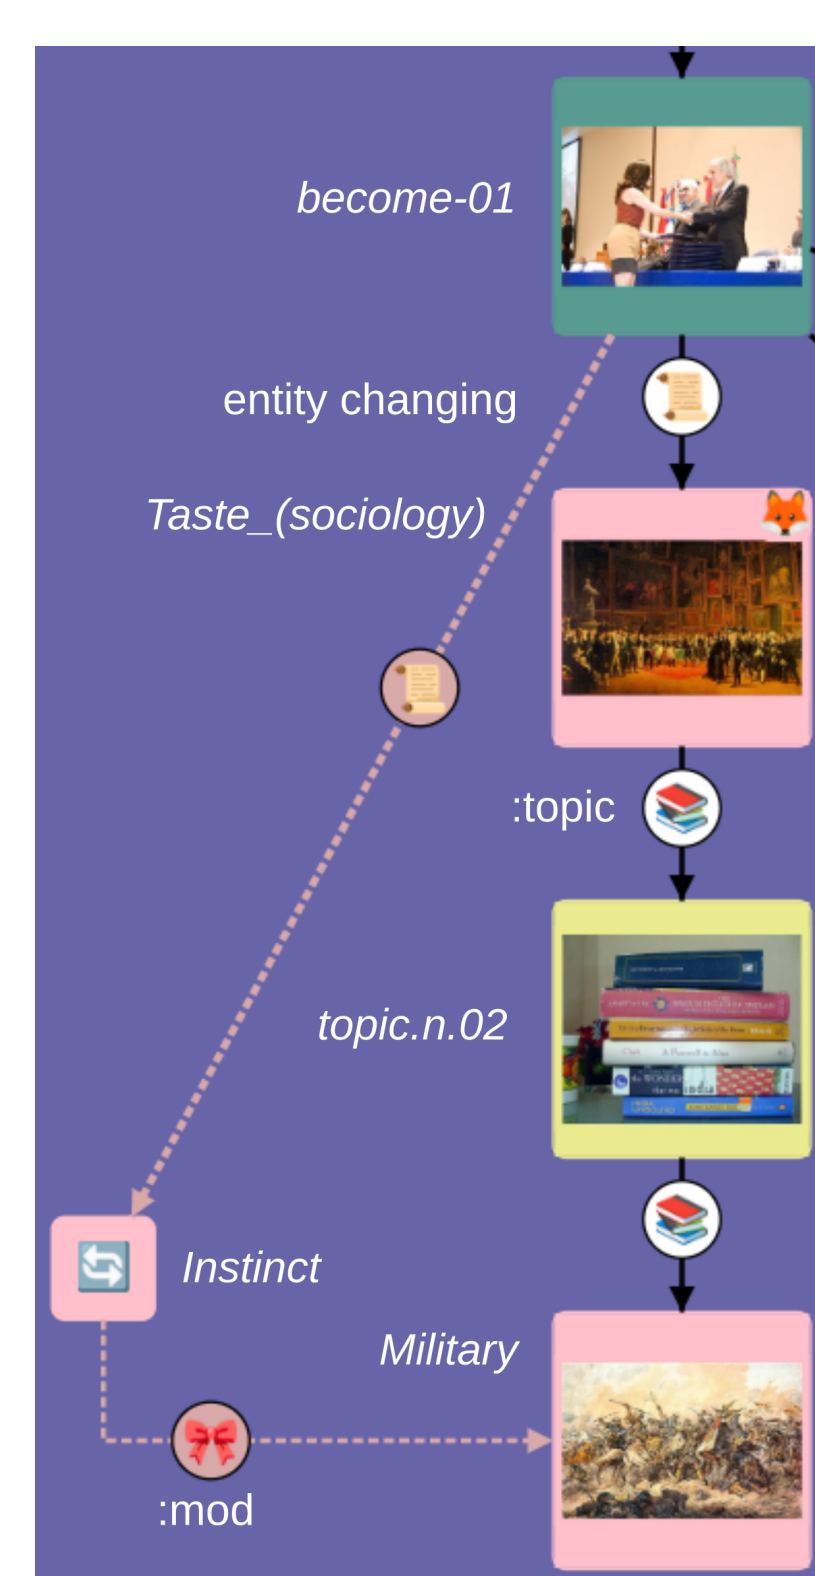 become-01
entity changing
Taste_(sociology)
:topic
topic.n.02
Instinct
Military
:mod